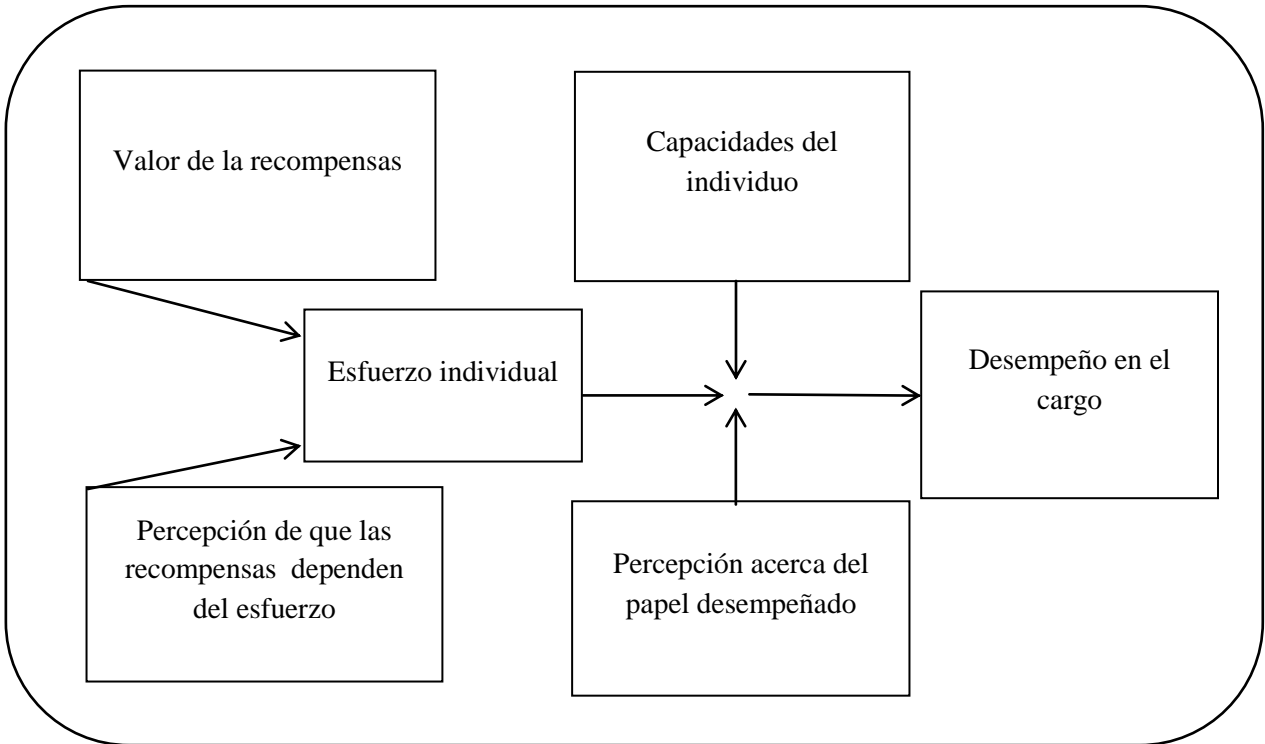 Valor de la recompensas
Capacidades del
individuo
Esfuerzo individual
Desempeño en el
cargo
Percepción de que las
recompensas  dependen
del esfuerzo
Percepción acerca del
papel desempeñado